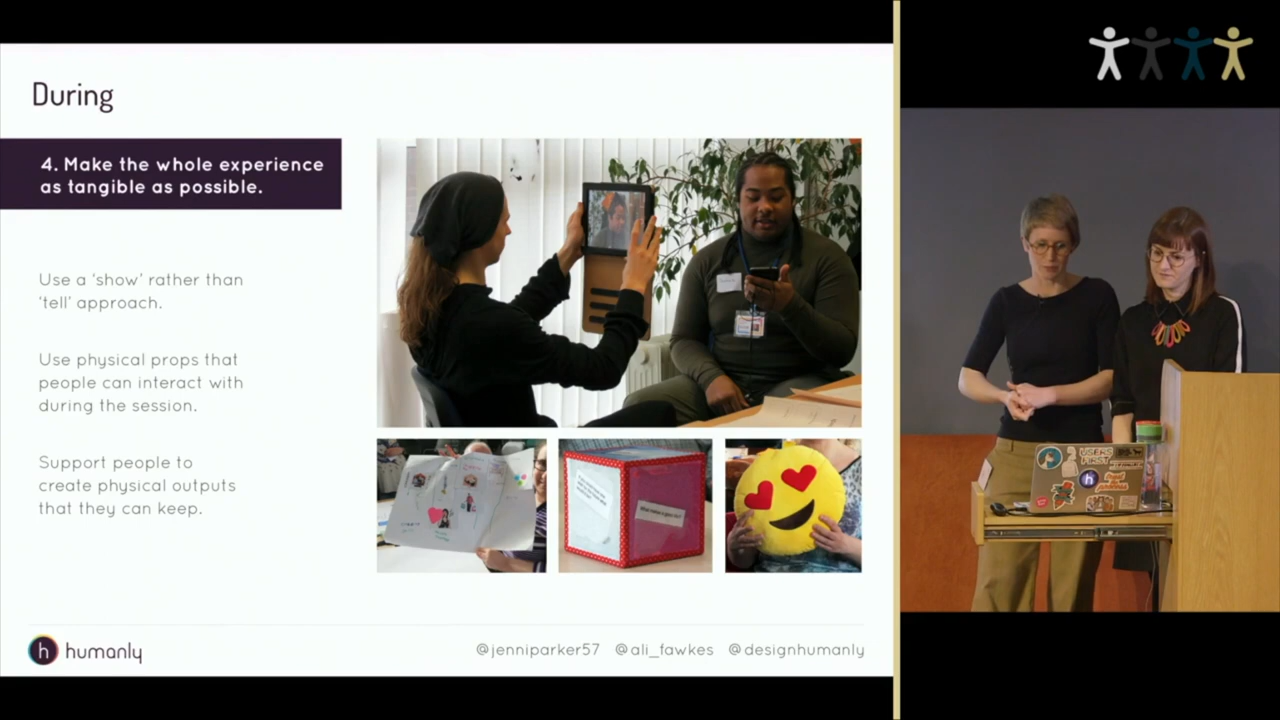 During
4. Make the whole experience
as tangible as possible.
Use a 'show' rather than
'tell' approach.
Use physical props that
people can interact with
during the session.
Support people to
create physical outputs
that they can keep.
h humanly
@jenniparker57 @ali_fawkes @designhumanly
USERS
FIRST
h